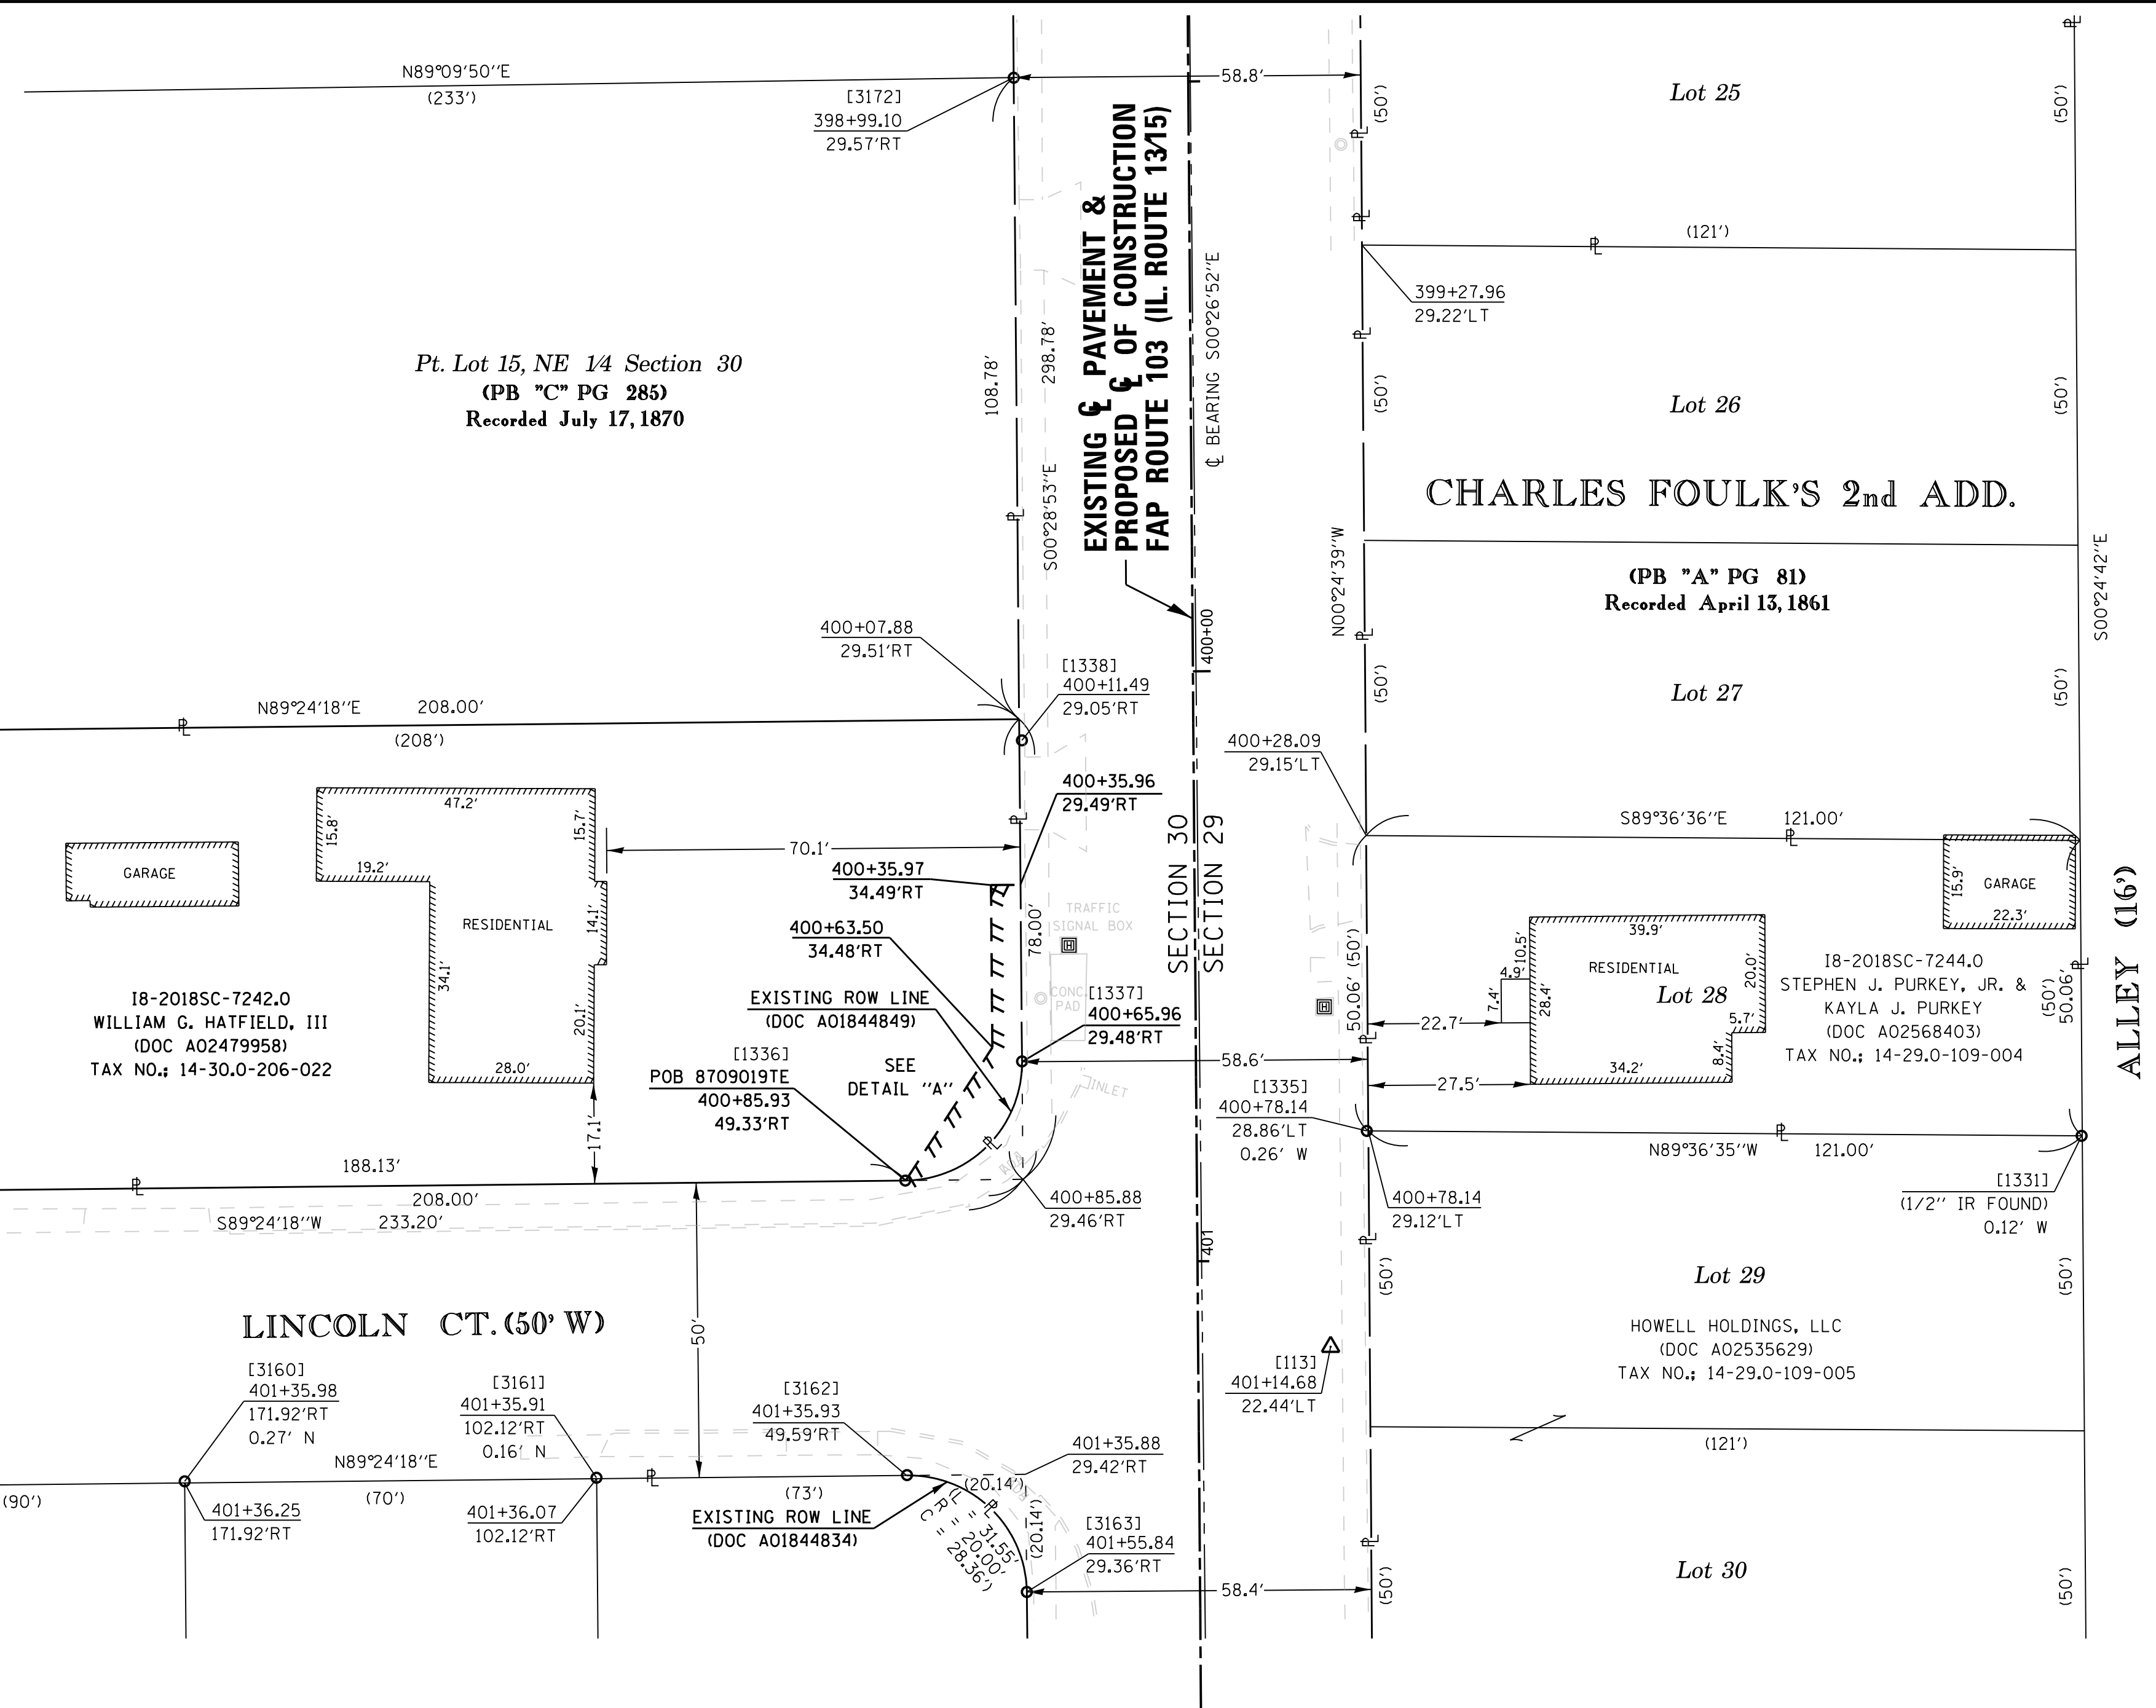 N89°09'50''E
(233')
[3172]
398+99.10
29.57'RT
58.8'
EXISTING ℄ PAVEMENT &
PROPOSED ℄ OF CONSTRUCTION
FAP ROUTE 103 (IL. ROUTE 13/15)
℄ BEARING S00°26'52''E
108.78'
298.78'
S00°28'53''E
Pt. Lot 15, NE 1/4 Section 30
(PB "C" PG 285)
Recorded July 17, 1870
(50')
Lot 25
(50')
℄
(121')
399+27.96
29.22'LT
(50')
Lot 26
(50')
CHARLES FOULK'S 2nd ADD.
N00°24'39''W
S00°24'42''E
(PB "A" PG 81)
Recorded April 13, 1861
(50')
Lot 27
(50')
400+00
400+07.88
29.51'RT
[1338]
400+11.49
29.05'RT
N89°24'18''E 208.00'
(208')
400+28.09
29.15'LT
400+35.96
29.49'RT
S89°36'36''E 121.00'
47.2'
15.8'
15.7'
19.2'
70.1'
GARAGE
RESIDENTIAL
14.1'
34.1'
20.1'
28.0'
17.1'
400+35.97
34.49'RT
400+63.50
34.48'RT
78.00'
TRAFFIC
SIGNAL BOX
H
CONC.
PAD
SECTION 30
SECTION 29
EXISTING ROW LINE
(DOC A01844849)
[1337]
400+65.96
29.48'RT
SEE
DETAIL "A"
[1336]
POB 8709019TE
400+85.93
49.33'RT
I8-2018SC-7242.0
WILLIAM G. HATFIELD, III
(DOC A02479958)
TAX NO.; 14-30.0-206-022
INLET
58.6'
H
50.06' (50')
22.7'
27.5'
39.9'
10.5'
4.9'
7.4'
28.4'
RESIDENTIAL
Lot 28
20.0'
5.7'
8.4'
34.2'
GARAGE
15.9'
22.3'
I8-2018SC-7244.0
STEPHEN J. PURKEY, JR. &
KAYLA J. PURKEY
(DOC A02568403)
TAX NO.; 14-29.0-109-004
(50')
50.06'
ALLEY (16')
[1335]
400+78.14
28.86'LT
0.26' W
N89°36'35''W 121.00'
400+78.14
29.12'LT
[1331]
(1/2'' IR FOUND)
0.12' W
188.13'
208.00'
S89°24'18''W 233.20'
400+85.88
29.46'RT
401
LINCOLN CT. (50' W)
50'
(50')
Lot 29
(50')
HOWELL HOLDINGS, LLC
(DOC A02535629)
TAX NO.; 14-29.0-109-005
[113]
401+14.68
22.44'LT
(121')
[3160]
401+35.98
171.92'RT
0.27' N
[3161]
401+35.91
102.12'RT
0.16' N
[3162]
401+35.93
49.59'RT
401+35.88
29.42'RT
N89°24'18''E
(90')
(70')
(73')
(20.14')
(20.14')
401+36.25
171.92'RT
401+36.07
102.12'RT
EXISTING ROW LINE
(DOC A01844834)
(L = 31.55'
R = 20.00'
C = 28.36')
[3163]
401+55.84
29.36'RT
58.4'
(50')
Lot 30
(50')